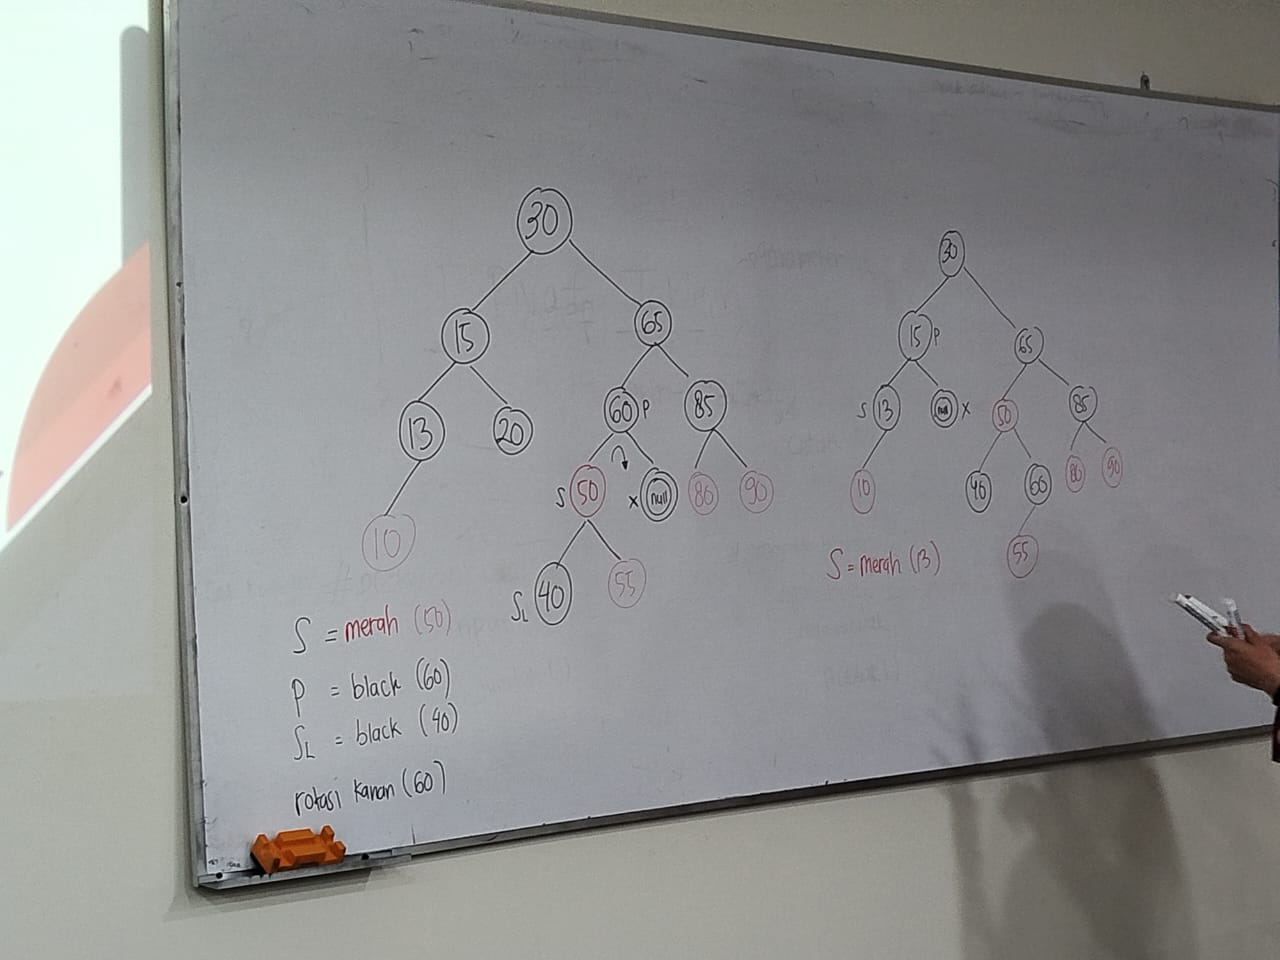 30
15
65
13
20
60 P
85
S 50
x null
80
90
10
SL 40
55
S = merah (50)
P = black (60)
SL = black (40)
rotasi kanan (60)
30
15 P
65
S 13
null x
50
85
10
40
60
80
90
55
S = merah (13)